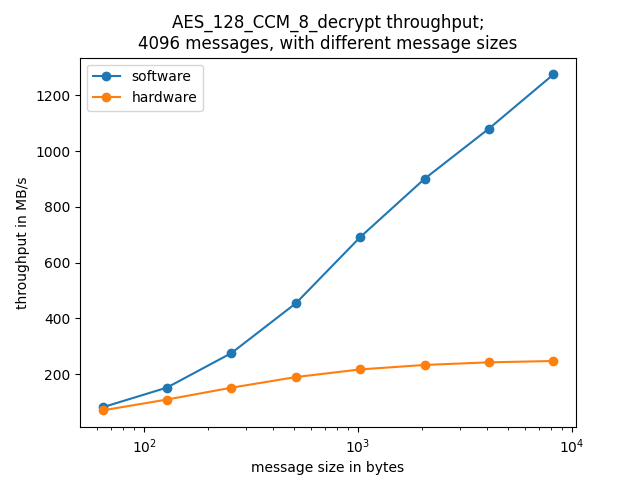 AES_128_CCM_8_decrypt throughput;
4096 messages, with different message sizes
software
hardware
throughput in MB/s
1200
1000
800
600
400
200
10²
10³
10⁴
message size in bytes